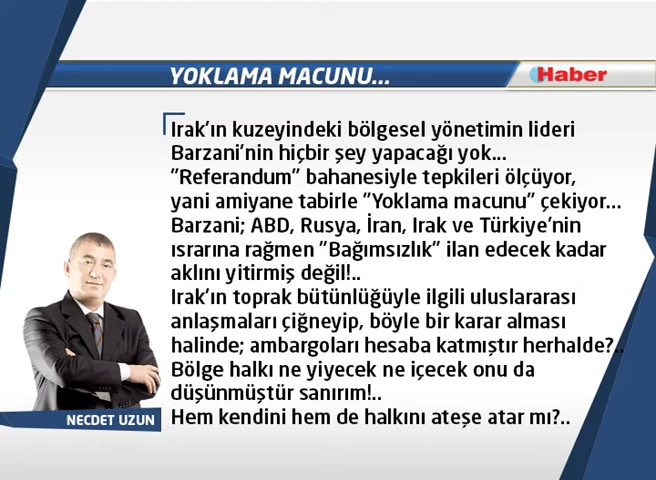 YOKLAMA MACUNU...
Haber
Irak'ın kuzeyindeki bölgesel yönetimin lideri
Barzani'nin hiçbir şey yapacağı yok...
"Referandum" bahanesiyle tepkileri ölçüyor,
yani amiyane tabirle "Yoklama macunu" çekiyor...
Barzani; ABD, Rusya, İran, Irak ve Türkiye'nin
ısrarına rağmen "Bağımsızlık" ilan edecek kadar
aklını yitirmiş değil!..
Irak'ın toprak bütünlüğüyle ilgili uluslararası
anlaşmaları çiğneyip, böyle bir karar alması
halinde; ambargoları hesaba katmıştır herhalde?..
Bölge halkı ne yiyecek ne içecek onu da
düşünmüştür sanırım!..
Hem kendini hem de halkını ateşe atar mı?..
NECDET UZUN